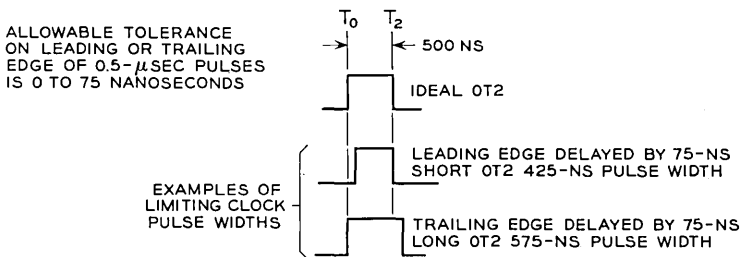 ALLOWABLE TOLERANCE
ON LEADING OR TRAILING
EDGE OF 0.5-μSEC PULSES
IS 0 TO 75 NANOSECONDS
T0 T2
500 NS
IDEAL 0T2
LEADING EDGE DELAYED BY 75-NS
SHORT 0T2 425-NS PULSE WIDTH
EXAMPLES OF
LIMITING CLOCK
PULSE WIDTHS
TRAILING EDGE DELAYED BY 75-NS
LONG 0T2 575-NS PULSE WIDTH